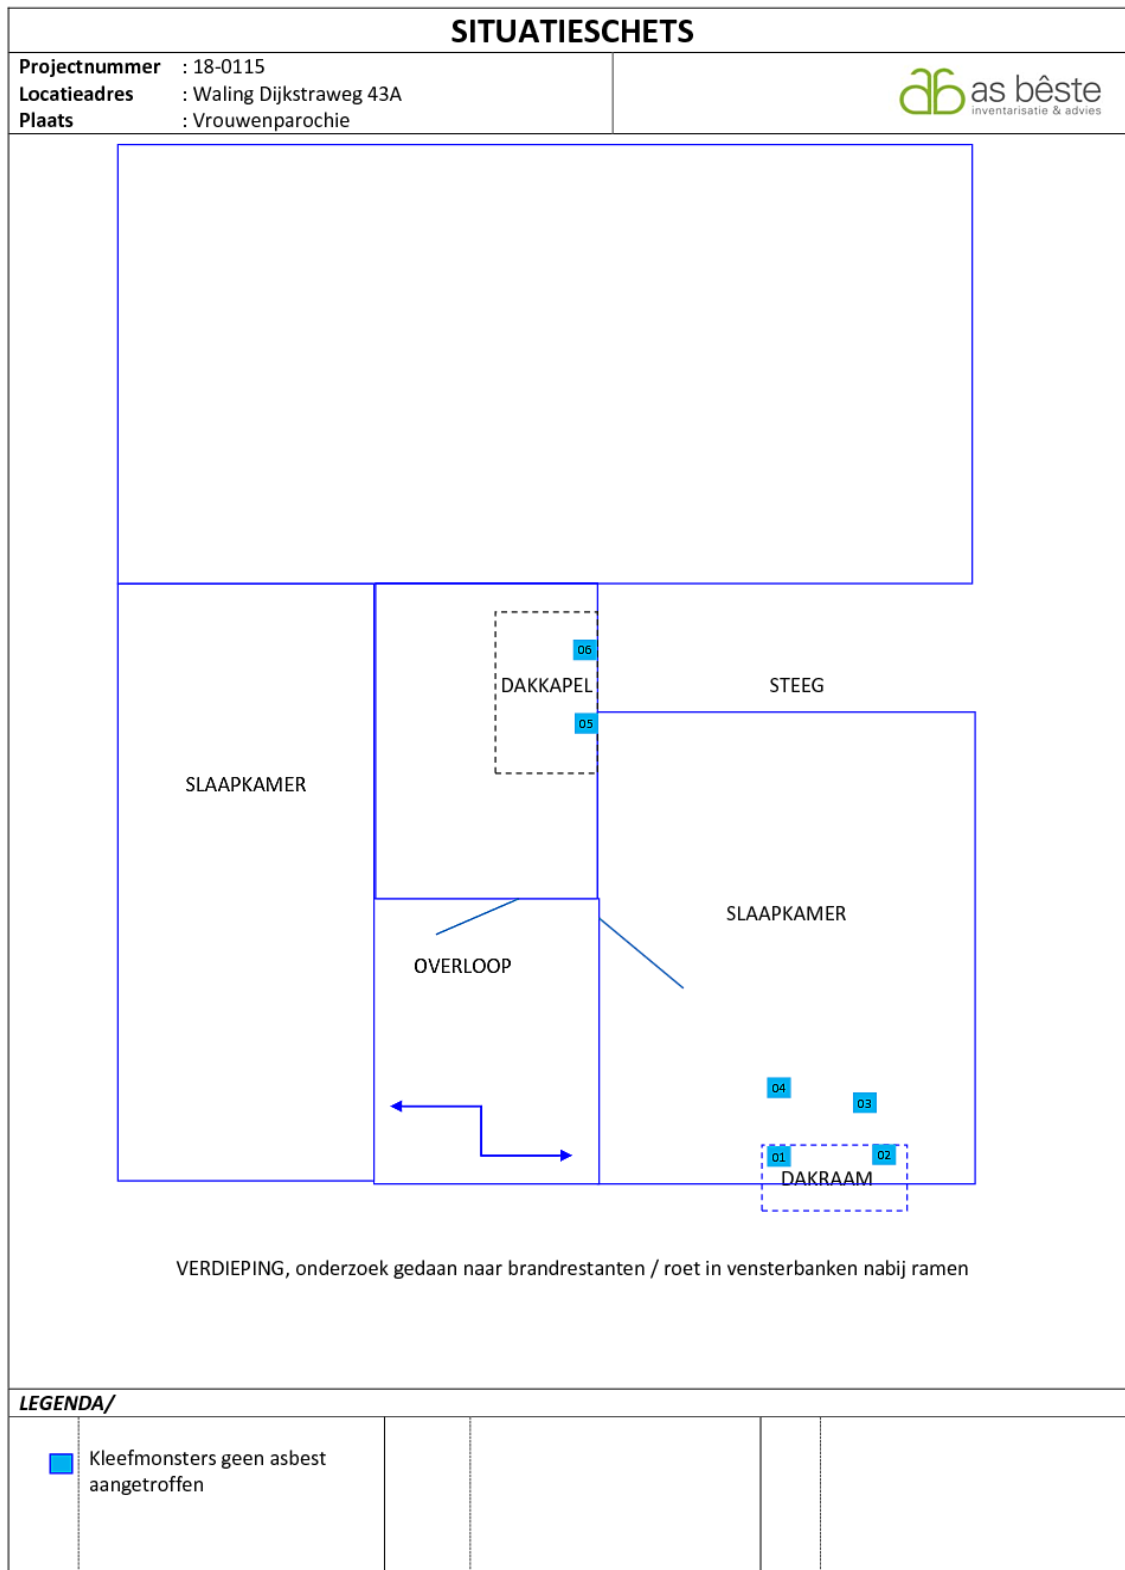 SITUATIESCHETS
Projectnummer : 18-0115
Locatieadres : Waling Dijkstraweg 43A
Plaats : Vrouwenparochie
as bêste
inventarisatie & advies
06
DAKKAPEL
STEEG
05
SLAAPKAMER
SLAAPKAMER
OVERLOOP
04
03
01
02
DAKRAAM
VERDIEPING, onderzoek gedaan naar brandrestanten / roet in vensterbanken nabij ramen
LEGENDA/
Kleefmonsters geen asbest
aangetroffen